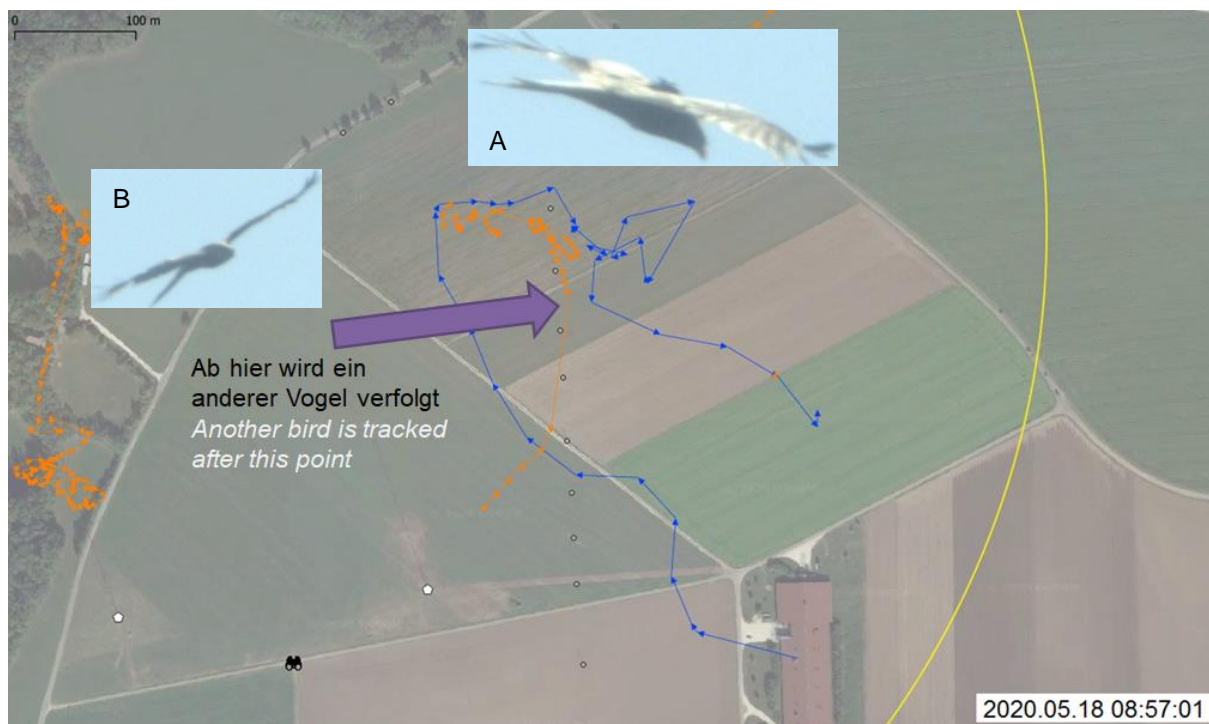 0 100 m
A
B
Ab hier wird ein
anderer Vogel verfolgt
Another bird is tracked
after this point
2020.05.18 08:57:01